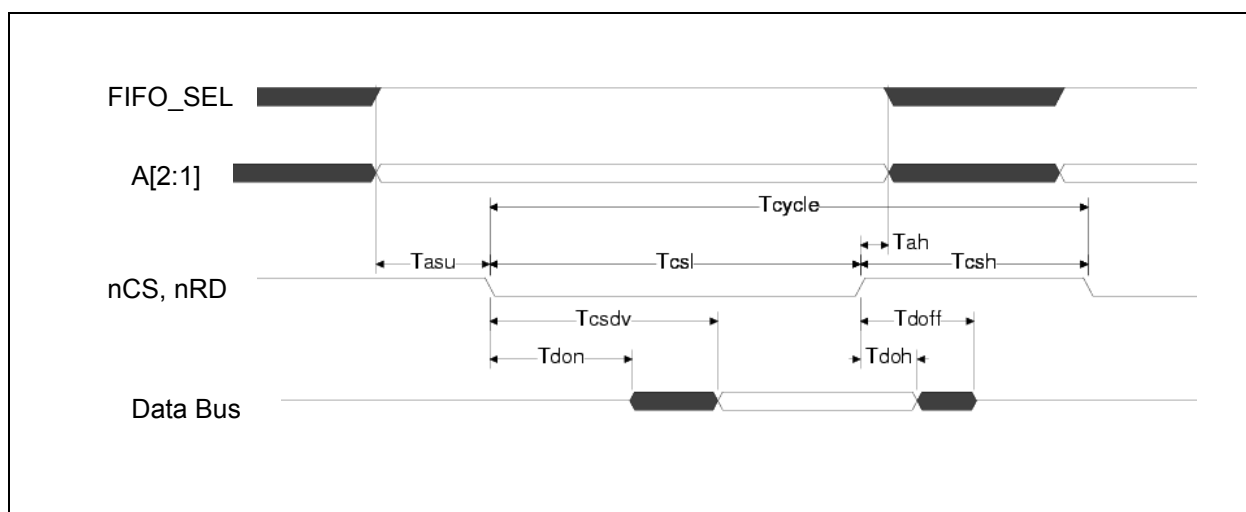 FIFO_SEL
A[2:1]
Tcycle
Tah
Tasu
Tcsl
Tcsh
nCS, nRD
Tcsdv
Tdoff
Tdon
Tdoh
Data Bus